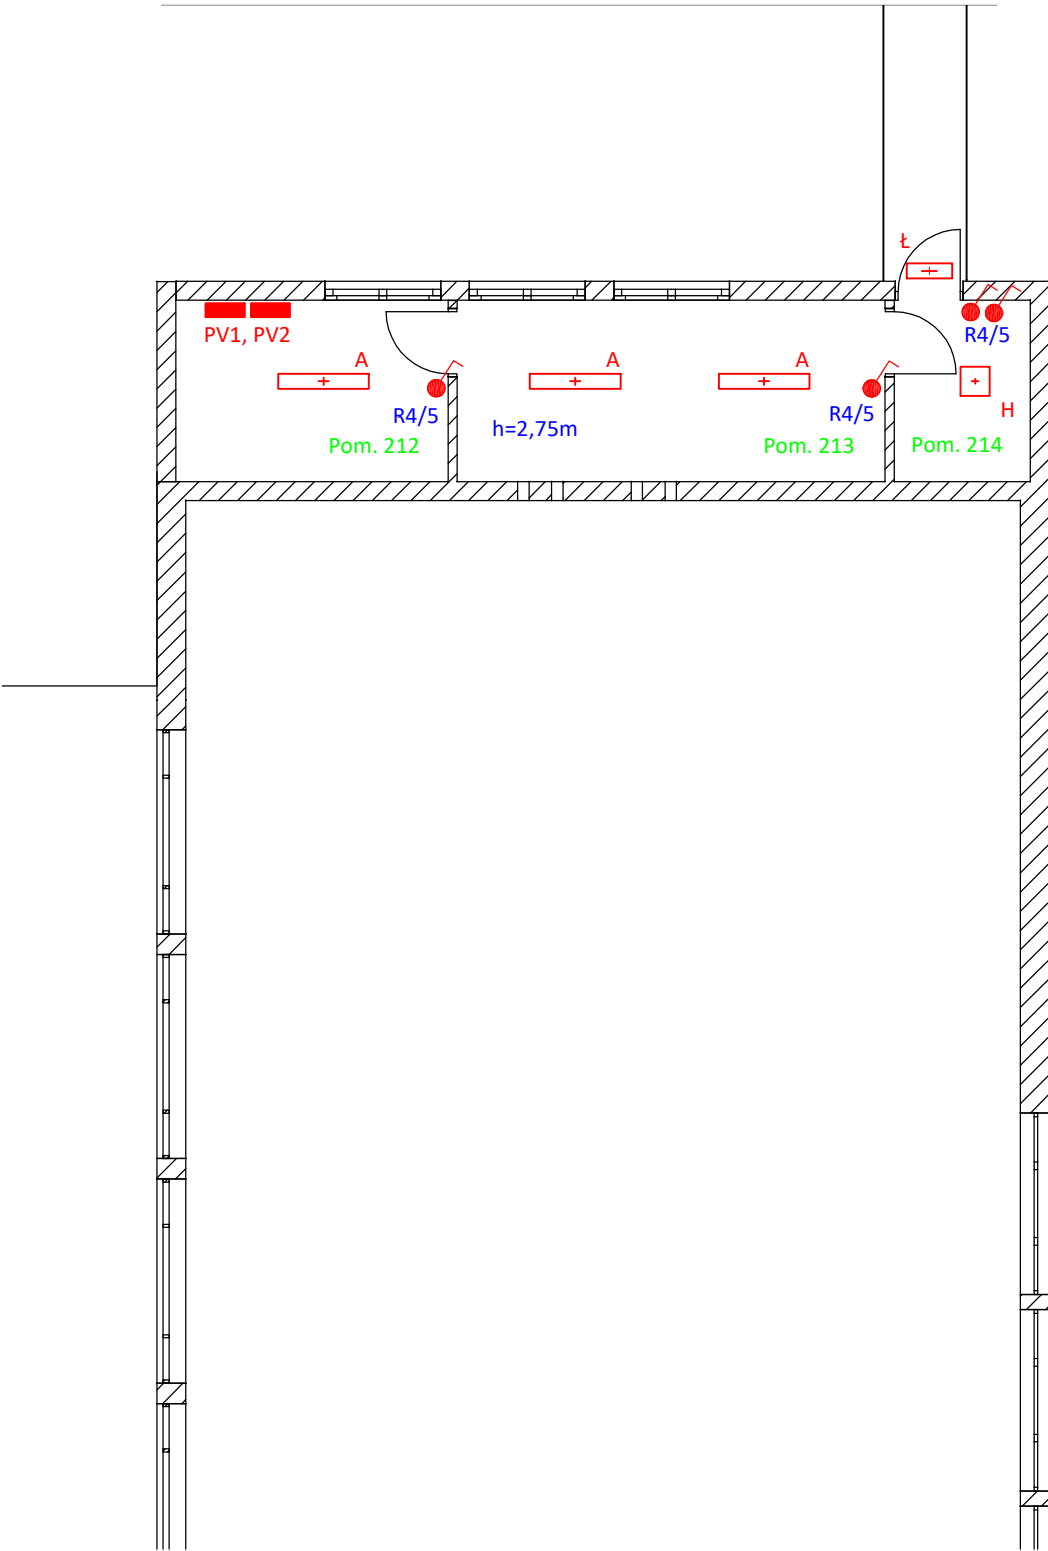 Ł
PV1, PV2
R4/5
A
A
A
R4/5
R4/5
H
h=2,75m
Pom. 212
Pom. 213
Pom. 214